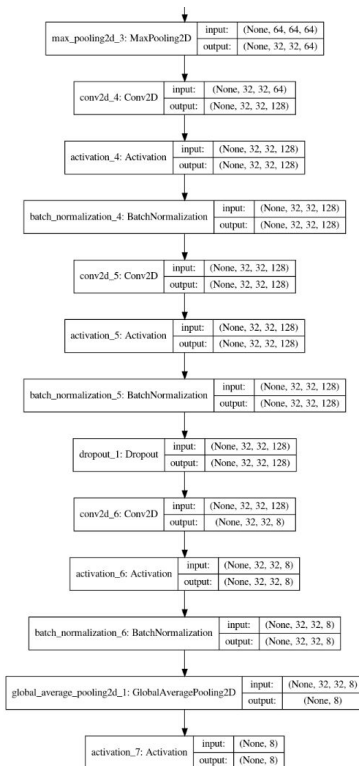 max_pooling2d_3: MaxPooling2D input: (None, 64, 64, 64)
output: (None, 32, 32, 64)
conv2d_4: Conv2D input: (None, 32, 32, 64)
output: (None, 32, 32, 128)
activation_4: Activation input: (None, 32, 32, 128)
output: (None, 32, 32, 128)
batch_normalization_4: BatchNormalization input: (None, 32, 32, 128)
output: (None, 32, 32, 128)
conv2d_5: Conv2D input: (None, 32, 32, 128)
output: (None, 32, 32, 128)
activation_5: Activation input: (None, 32, 32, 128)
output: (None, 32, 32, 128)
batch_normalization_5: BatchNormalization input: (None, 32, 32, 128)
output: (None, 32, 32, 128)
dropout_1: Dropout input: (None, 32, 32, 128)
output: (None, 32, 32, 128)
conv2d_6: Conv2D input: (None, 32, 32, 128)
output: (None, 32, 32, 8)
activation_6: Activation input: (None, 32, 32, 8)
output: (None, 32, 32, 8)
batch_normalization_6: BatchNormalization input: (None, 32, 32, 8)
output: (None, 32, 32, 8)
global_average_pooling2d_1: GlobalAveragePooling2D input: (None, 32, 32, 8)
output: (None, 8)
activation_7: Activation input: (None, 8)
output: (None, 8)